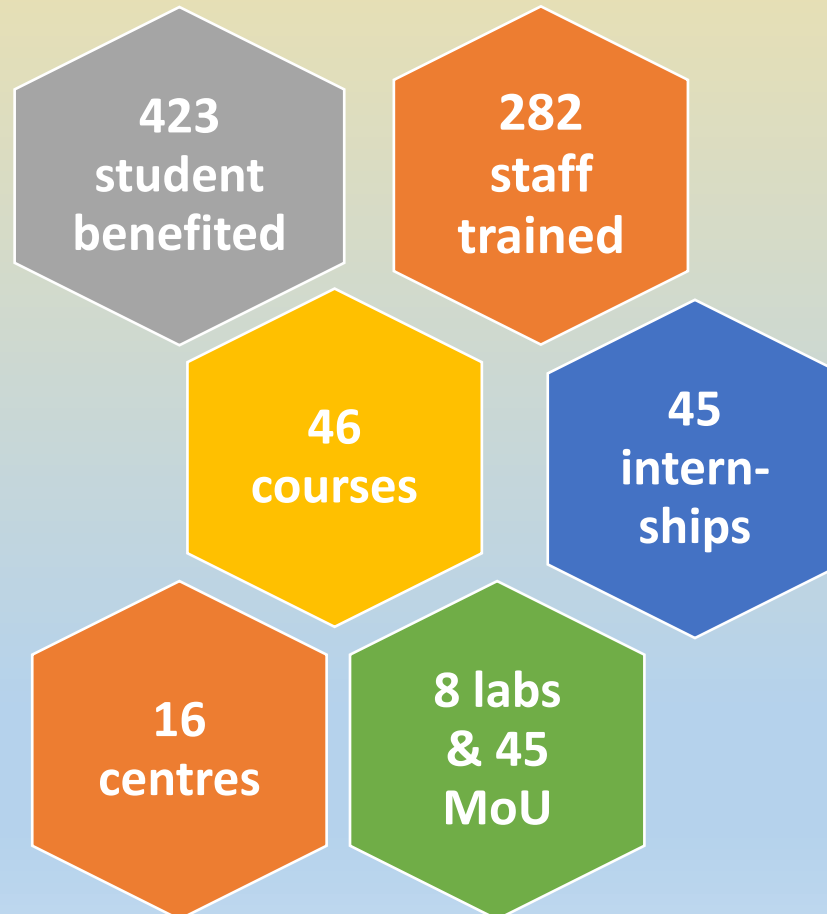 423
student
benefited
282
staff
trained
46
courses
45
intern-
ships
16
centres
8 labs
& 45
MoU